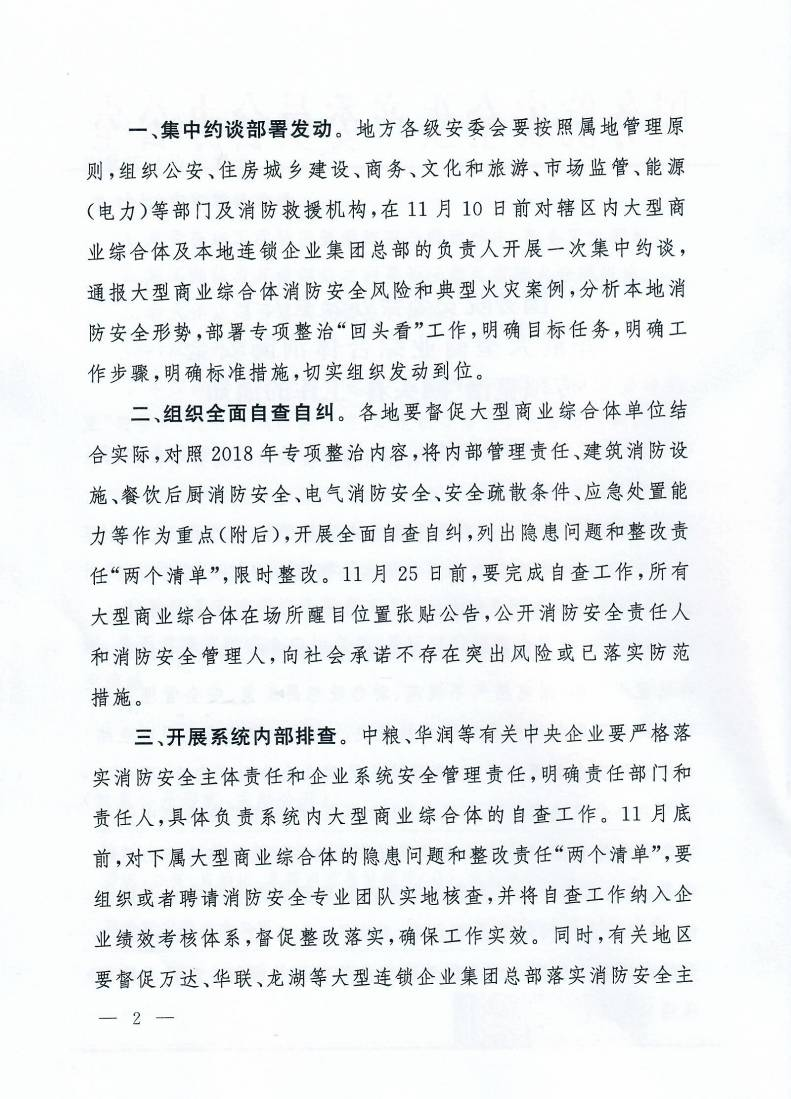 一、集中约谈部署发动。地方各级安委会要按照属地管理原
则,组织公安、住房城乡建设、商务、文化和旅游、市场监管、能源
(电力)等部门及消防救援机构,在 11 月 10 日前对辖区内大型商
业综合体及本地连锁企业集团总部的负责人开展一次集中约谈,
通报大型商业综合体消防安全风险和典型火灾案例,分析本地消
防安全形势,部署专项整治“回头看”工作,明确目标任务,明确工
作步骤,明确标准措施,切实组织发动到位。
二、组织全面自查自纠。各地要督促大型商业综合体单位结
合实际,对照 2018 年专项整治内容,将内部管理责任、建筑消防设
施、餐饮后厨消防安全、电气消防安全、安全疏散条件、应急处置能
力等作为重点(附后),开展全面自查自纠,列出隐患问题和整改责
任“两个清单”,限时整改。11 月 25 日前,要完成自查工作,所有
大型商业综合体在场所醒目位置张贴公告,公开消防安全责任人
和消防安全管理人,向社会承诺不存在突出风险或已落实防范
措施。
三、开展系统内部排查。中粮、华润等有关中央企业要严格落
实消防安全主体责任和企业系统安全管理责任,明确责任部门和
责任人,具体负责系统内大型商业综合体的自查工作。11 月底
前,对下属大型商业综合体的隐患问题和整改责任“两个清单”,要
组织或者聘请消防安全专业团队实地核查,并将自查工作纳入企
业绩效考核体系,督促整改落实,确保工作实效。同时,有关地区
要督促万达、华联、龙湖等大型连锁企业集团总部落实消防安全主
— 2 —